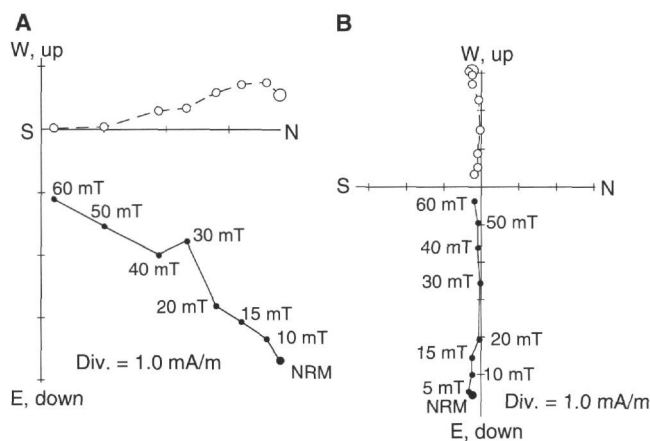 A
W, up
S
N
60 mT
50 mT
30 mT
40 mT
20 mT
15 mT
10 mT
NRM
Div. = 1.0 mA/m
E, down
B
W, up
S
N
60 mT
50 mT
40 mT
30 mT
20 mT
15 mT
10 mT
5 mT
NRM
Div. = 1.0 mA/m
E, down